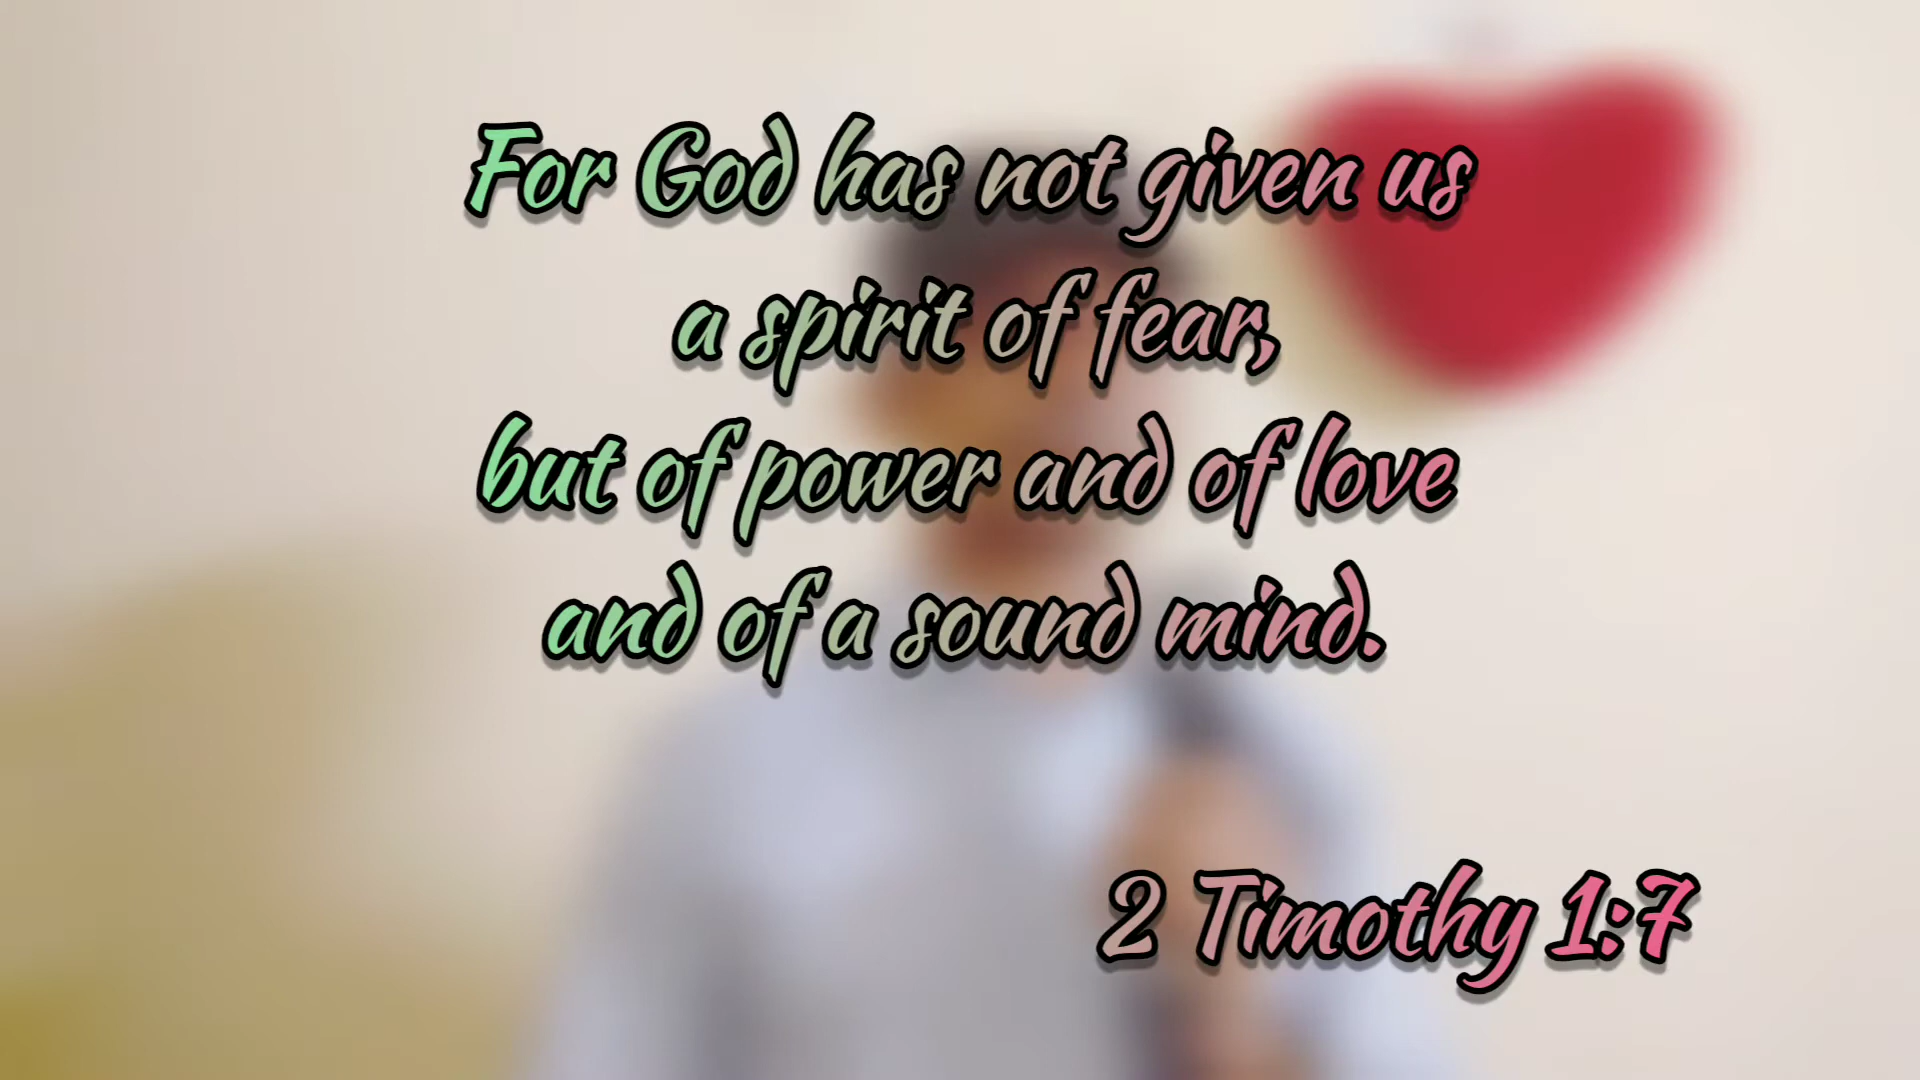 For God has not given us
a spirit of fear,
but of power and of love
and of a sound mind.
2 Timothy 1:7